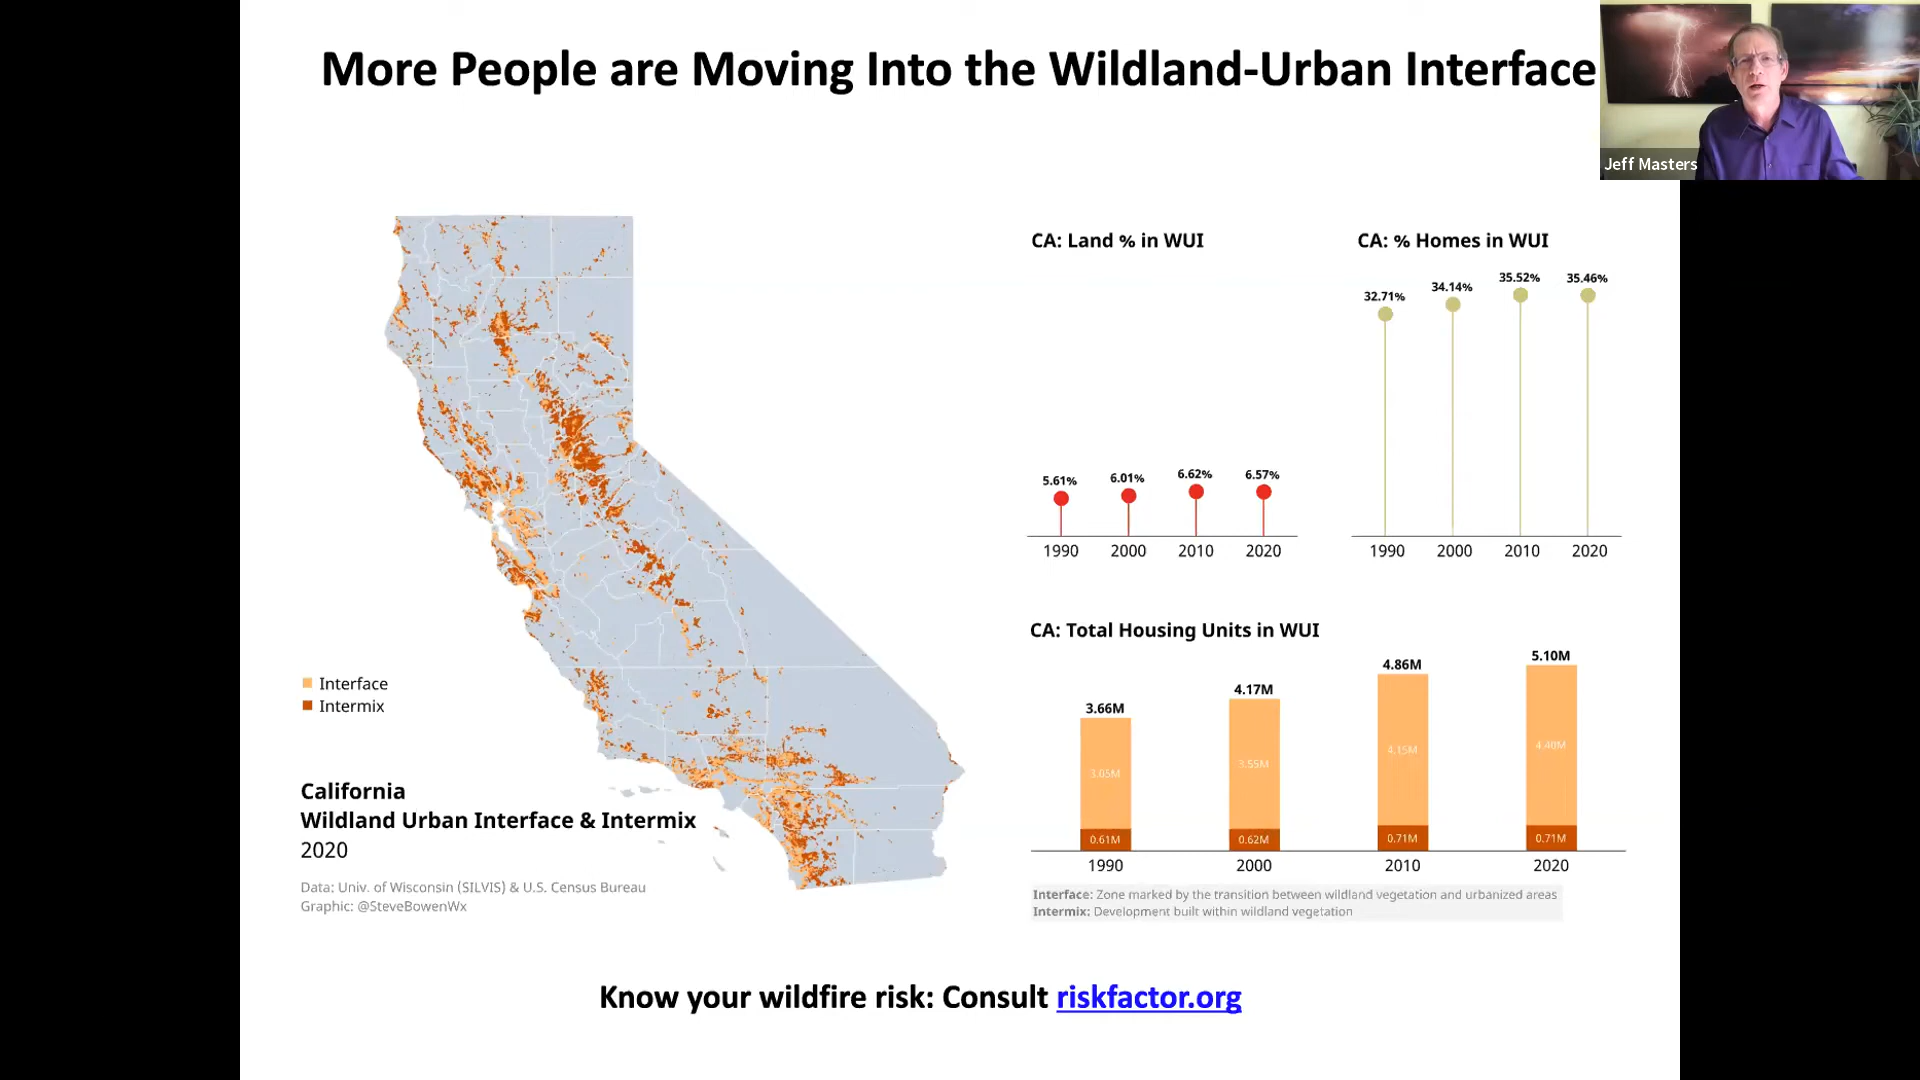 More People are Moving Into the Wildland-Urban Interface
Jeff Masters
CA: Land % in WUI
5.61%
6.01%
6.62%
6.57%
1990 2000 2010 2020
CA: % Homes in WUI
32.71%
34.14%
35.52%
35.46%
1990 2000 2010 2020
CA: Total Housing Units in WUI
3.66M
4.17M
4.86M
5.10M
3.05M
3.55M
4.15M
4.40M
0.61M
0.62M
0.71M
0.71M
1990 2000 2010 2020
Interface: Zone marked by the transition between wildland vegetation and urbanized areas
Intermix: Development built within wildland vegetation
Interface
Intermix
California
Wildland Urban Interface & Intermix
2020
Data: Univ. of Wisconsin (SILVIS) & U.S. Census Bureau
Graphic: @SteveBowenWx
Know your wildfire risk: Consult riskfactor.org